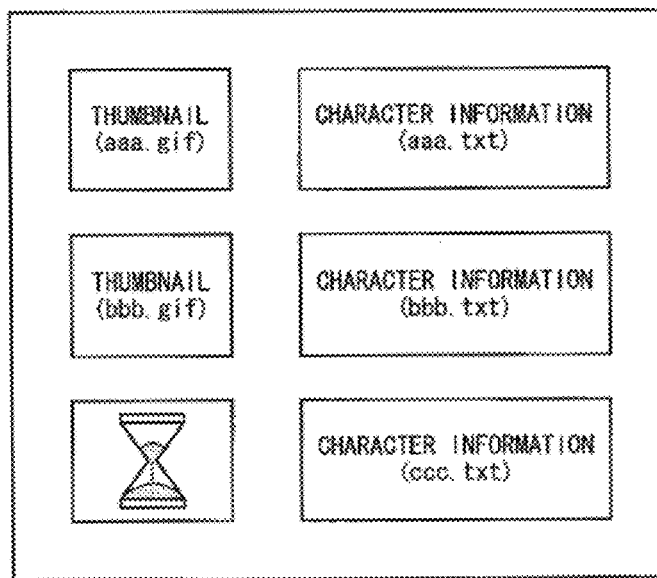 THUMBNAIL
(aaa.gif)
CHARACTER INFORMATION
(aaa.txt)
THUMBNAIL
(bbb.gif)
CHARACTER INFORMATION
(bbb.txt)
CHARACTER INFORMATION
(ccc.txt)